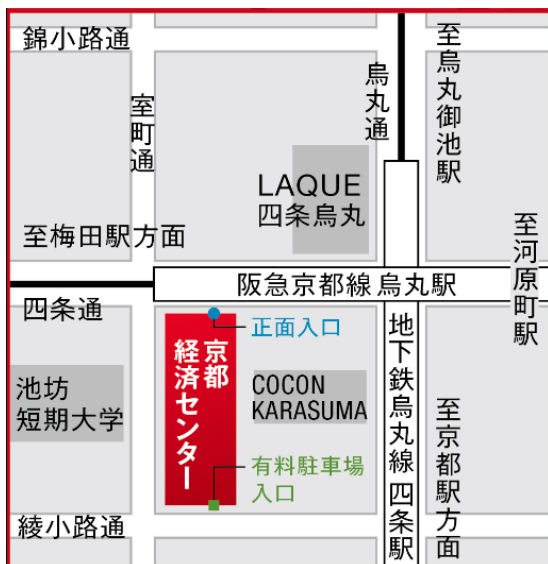 錦小路通
室町通
烏丸通
至烏丸御池駅
LAQUE
四条烏丸
至梅田駅方面
至河原町駅
阪急京都線 烏丸駅
四条通
正面入口
京都
経済センター
地下鉄烏丸線 四条駅
池坊
短期大学
COCON
KARASUMA
至京都駅方面
有料駐車場
入口
綾小路通